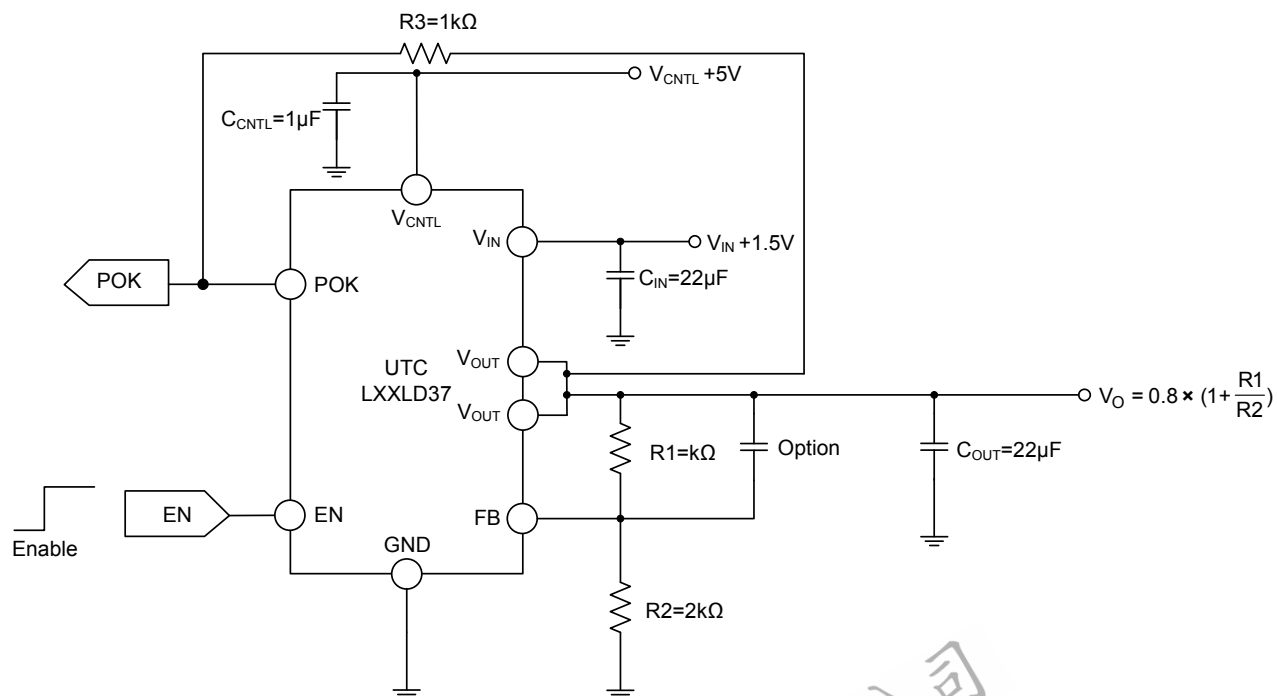 R3=1kΩ
VCNTL +5V
CCNTL=1µF
VCNTL
VIN
VIN +1.5V
CIN=22µF
POK
POK
VOUT
UTC
LXXLD37
VOUT
VO = 0.8 × (1+ R1/R2)
R1=kΩ
Option
COUT=22µF
EN
EN
FB
Enable
GND
R2=2kΩ
司